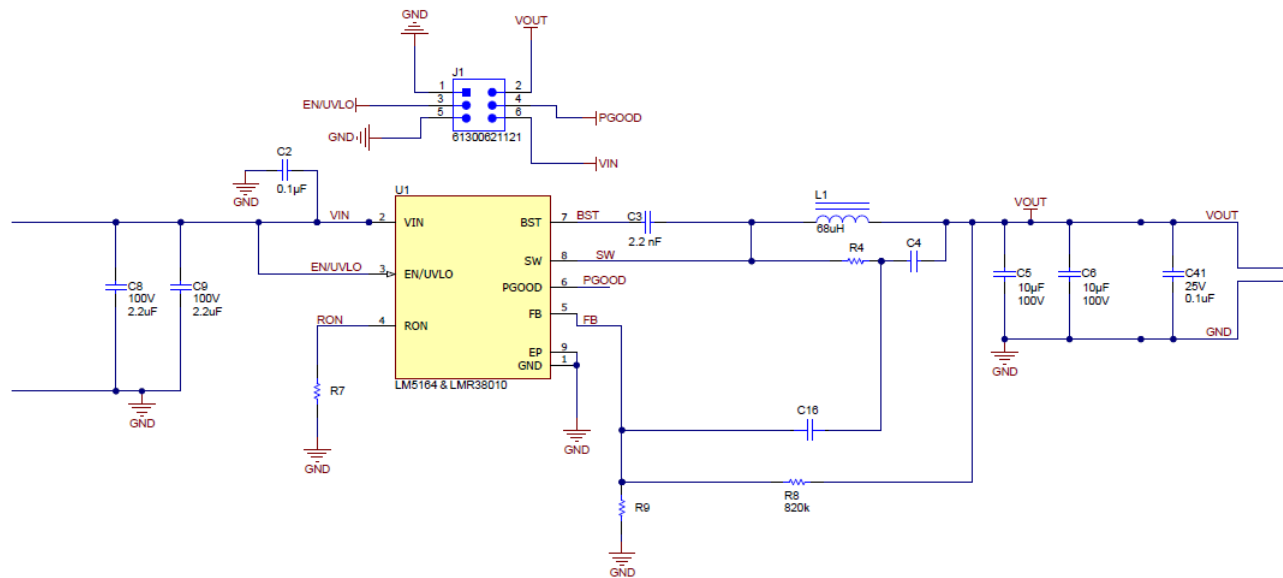 GND
VOUT
J1
1
2
EN/UVLO
3
4
5
6
PGOOD
GND
61300621121
VIN
C2
0.1µF
GND
U1
L1
VIN
2
VIN
BST
7
BST
C3
2.2 nF
68uH
VOUT
VOUT
R4
C4
SW
8
SW
EN/UVLO
3
EN/UVLO
PGOOD
6
PGOOD
C8
100V
2.2uF
C9
100V
2.2uF
C5
10µF
100V
C6
10µF
100V
C41
25V
0.1uF
FB
5
FB
RON
4
RON
GND
EP
9
GND
1
LM5164 & LMR38010
GND
R7
GND
C16
GND
GND
R8
820k
R9
GND